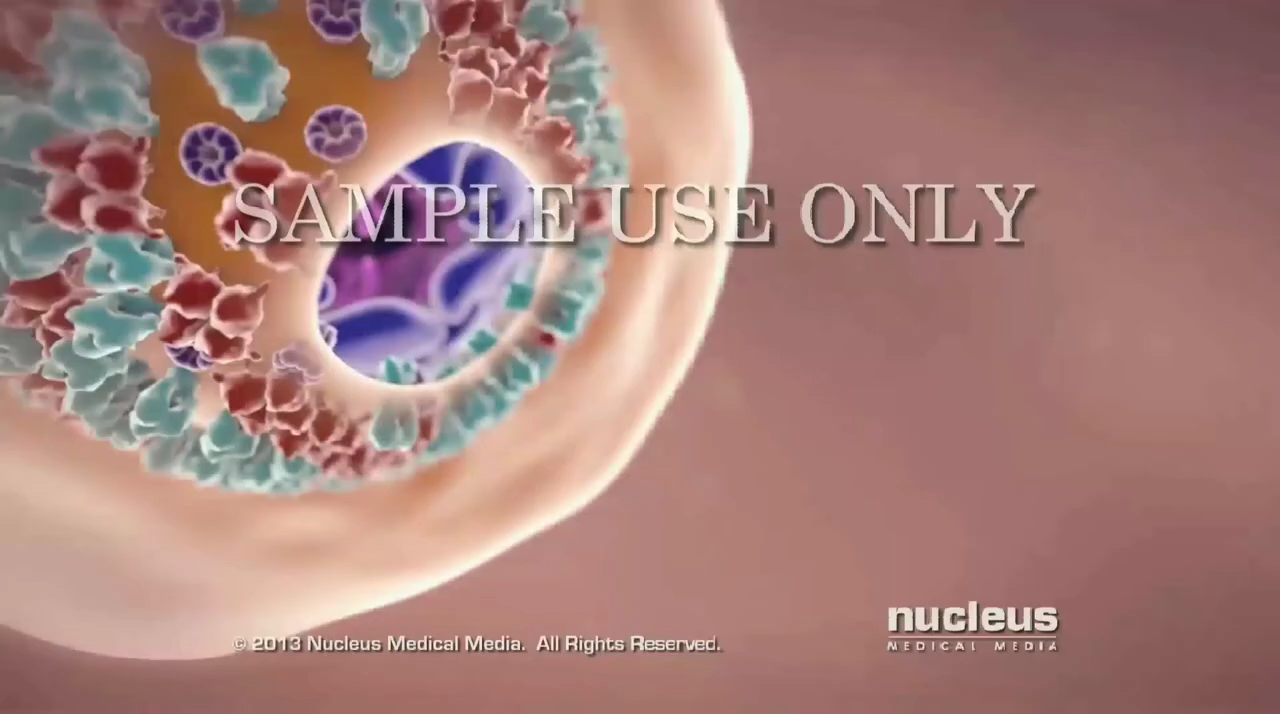 SAMPLE USE ONLY
nucleus
MEDICAL MEDIA
© 2013 Nucleus Medical Media. All Rights Reserved.